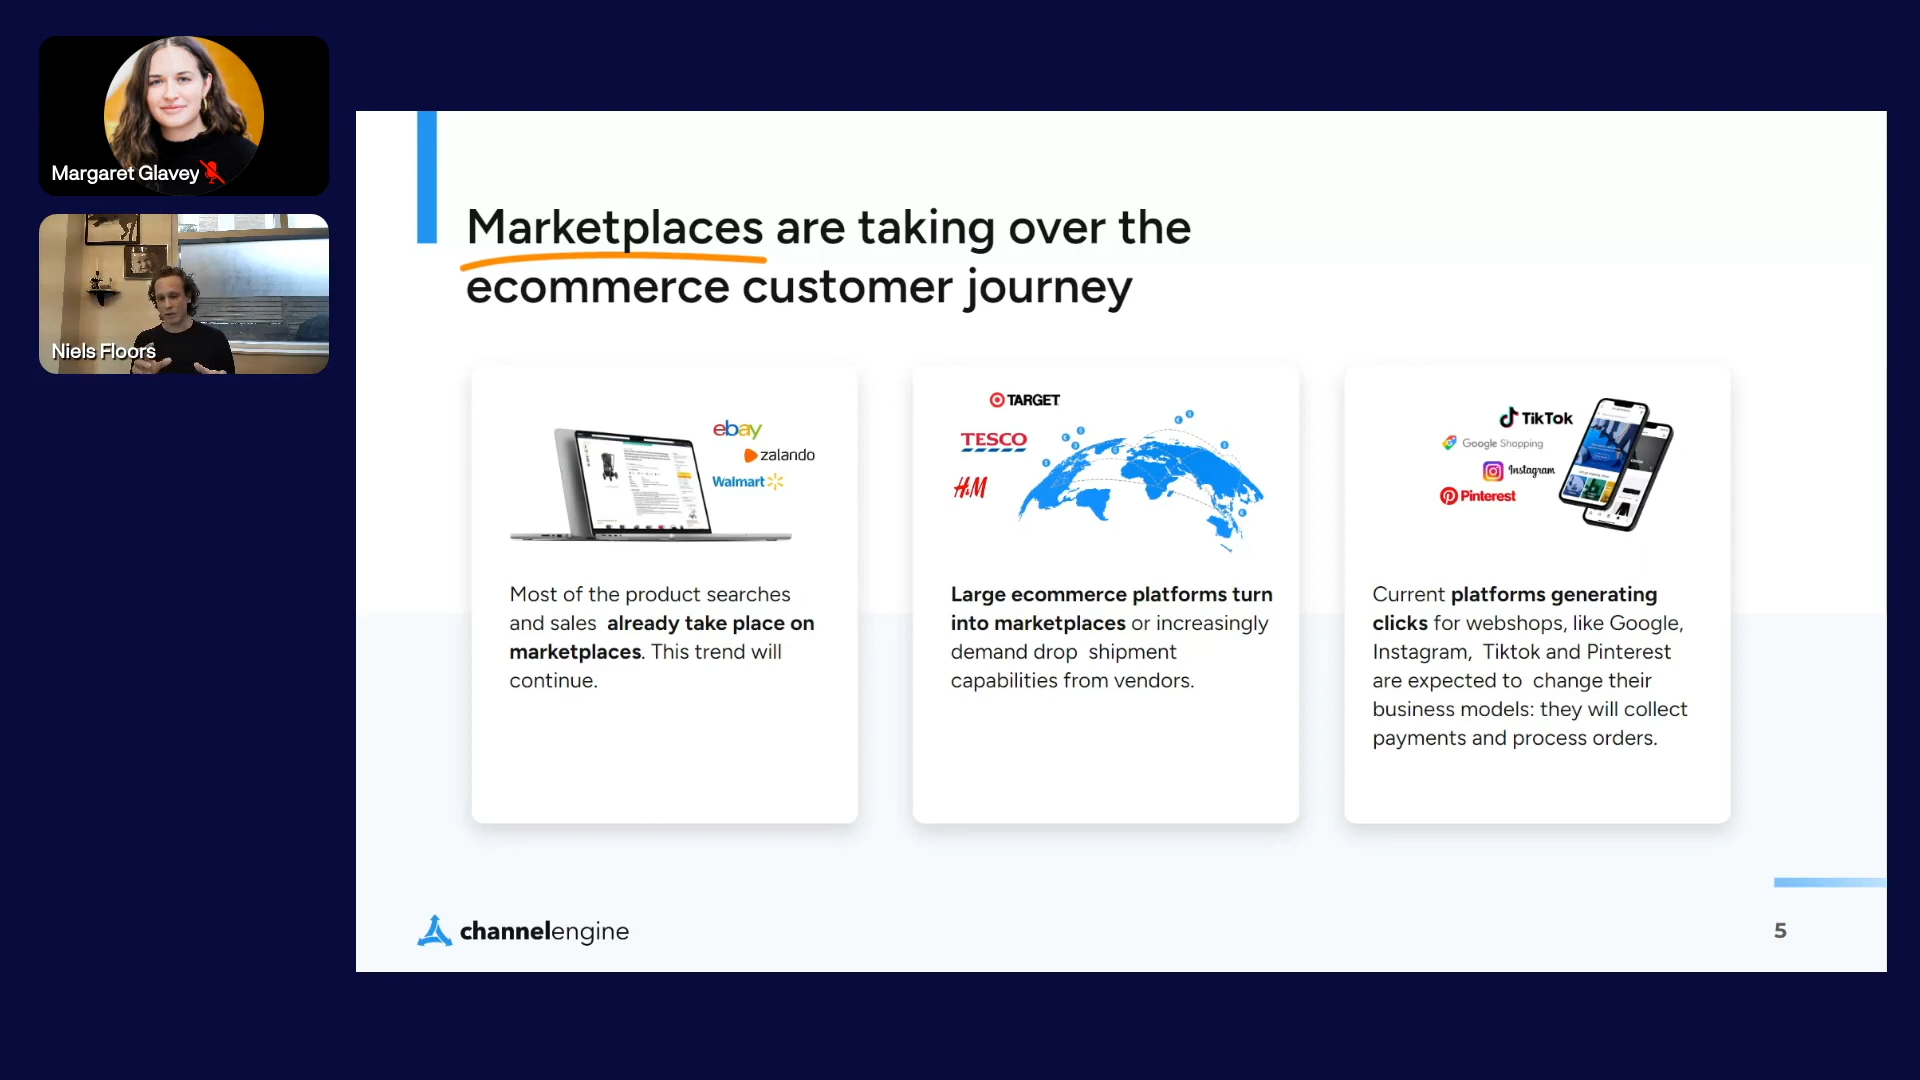 Margaret Glavey
Niels Floors
Marketplaces are taking over the
ecommerce customer journey
ebay
zalando
Walmart
Most of the product searches
and sales already take place on
marketplaces. This trend will
continue.
TARGET
TESCO
H&M
Large ecommerce platforms turn
into marketplaces or increasingly
demand drop shipment
capabilities from vendors.
TikTok
Google Shopping
Instagram
Pinterest
Current platforms generating
clicks for webshops, like Google,
Instagram, Tiktok and Pinterest
are expected to change their
business models: they will collect
payments and process orders.
channelengine
5